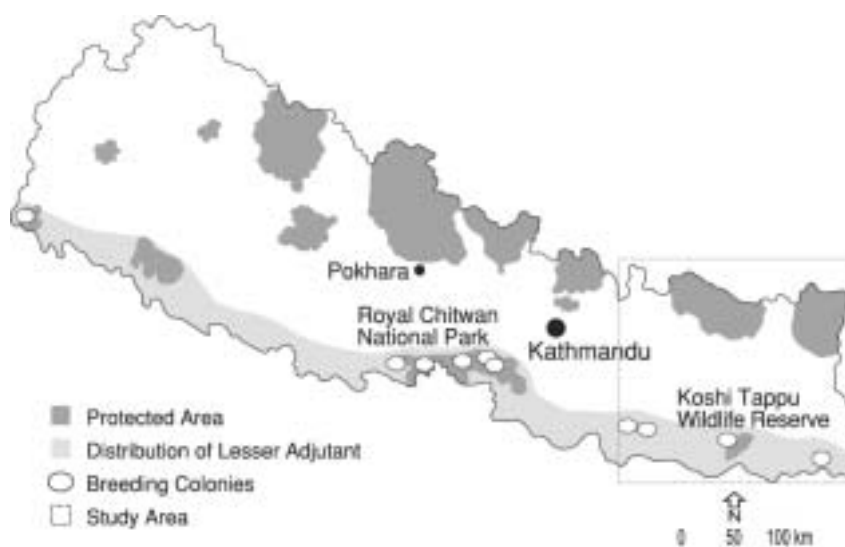 Pokhara
Royal Chitwan
National Park
Kathmandu
Koshi Tappu
Wildlife Reserve
Protected Area
Distribution of Lesser Adjutant
Breeding Colonies
Study Area
N
0 50 100 km